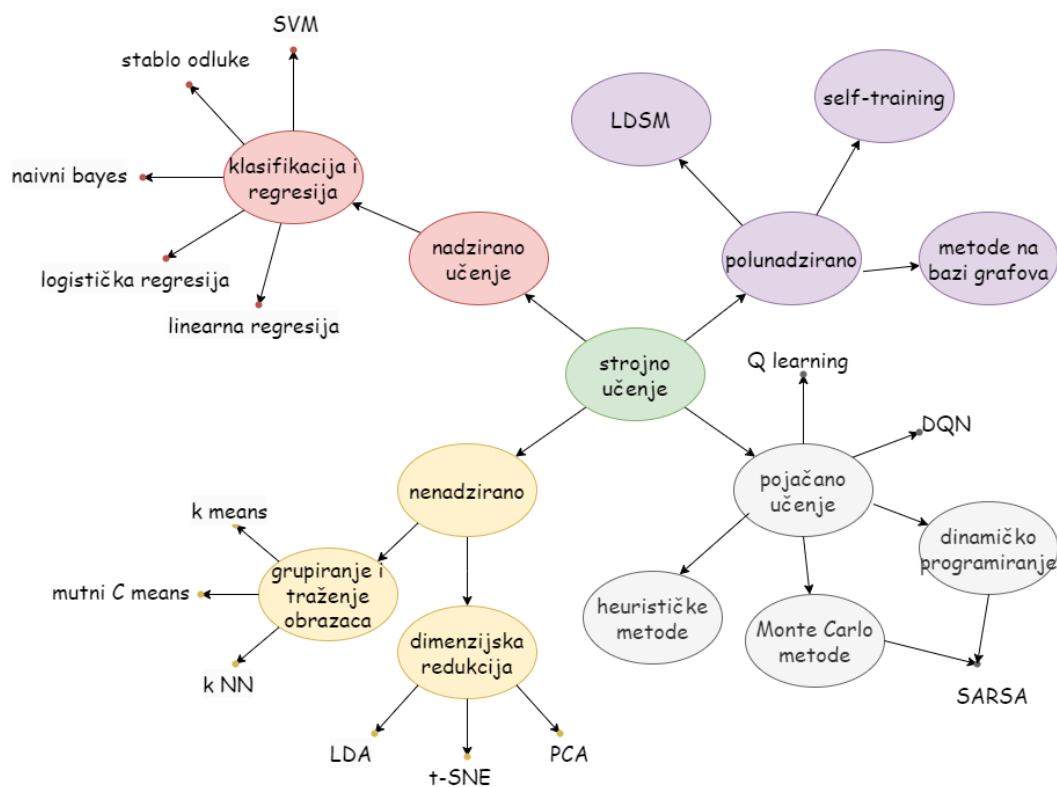 SVM
stablo odluke
naivni bayes
klasifikacija i
regresija
logistička regresija
linearna regresija
nadzirano
učenje
LDSM
self-training
polunadzirano
metode na
bazi grafova
strojno
učenje
Q learning
DQN
pojačano
učenje
dinamičko
programiranje
heurističke
metode
Monte Carlo
metode
SARSA
nenadzirano
k means
grupiranje i
traženje
obrazaca
mutni C means
k NN
dimenzijska
redukcija
LDA
t-SNE
PCA